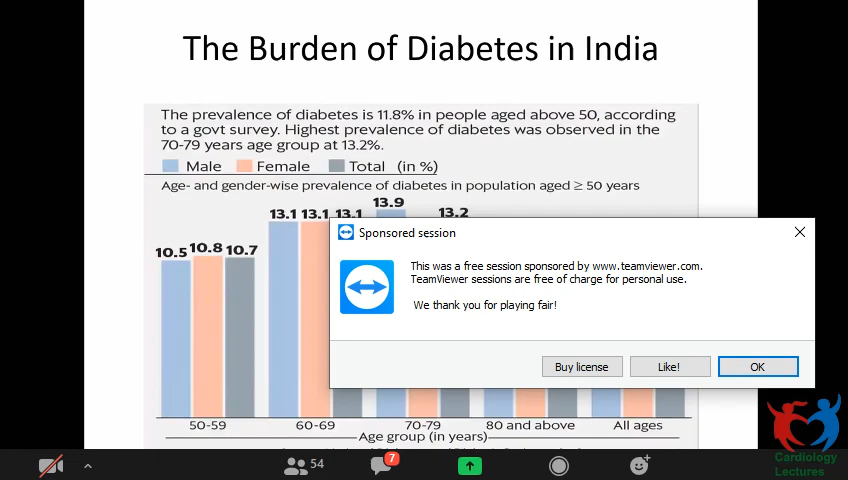 The Burden of Diabetes in India
The prevalence of diabetes is 11.8% in people aged above 50, according
to a govt survey. Highest prevalence of diabetes was observed in the
70-79 years age group at 13.2%.
Male Female Total (in %)
Age- and gender-wise prevalence of diabetes in population aged ≥ 50 years
13.9
13.1 13.1 13.1 13.2
10.5 10.8 10.7
Sponsored session
This was a free session sponsored by www.teamviewer.com.
TeamViewer sessions are free of charge for personal use.
We thank you for playing fair!
Buy license Like! OK
50-59 60-69 70-79 80 and above All ages
Age group (in years)
54
7
Cardiology
Lectures